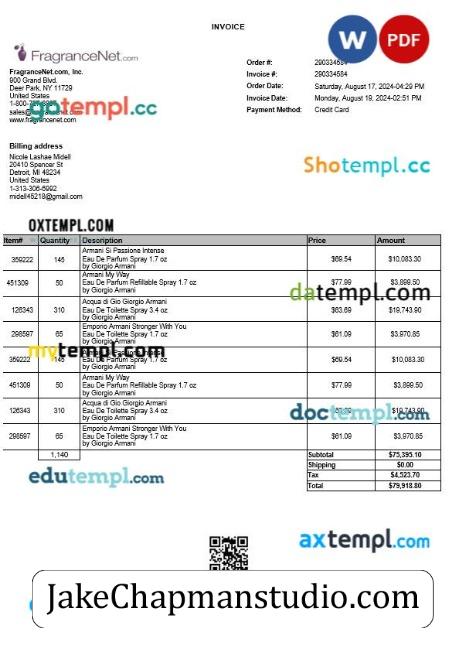 INVOICE
W PDF
FragranceNet.com
FragranceNet.com, Inc.
900 Grand Blvd.
Deer Park, NY 11729
United States
www.fragrancenet.com
gotempl.cc
Order #:
Invoice #: 290334584
Order Date: Saturday, August 17, 2024-04:29 PM
Invoice Date: Monday, August 19, 2024-02:51 PM
Payment Method: Credit Card
Billing address
Nicole Lashae Midell
20410 Spencer St
Detroit, MI 48234
United States
1-313-306-6992
midell45218@gmail.com
Shotempl.cc
OXTEMPL.COM
Item# Quantity Description Price Amount
359222 145 Armani Si Passione Intense $69.54 $10,083.30
Eau De Parfum Spray 1.7 oz
by Giorgio Armani
451309 50 Armani My Way $77.99 $3,899.50
Eau De Parfum Refillable Spray 1.7 oz
by Giorgio Armani
datempl.com
126343 310 Acqua di Gio Giorgio Armani $63.69 $19,743.90
Eau De Toilette Spray 3.4 oz
by Giorgio Armani
298597 65 Emporio Armani Stronger With You $61.09 $3,970.85
Eau De Toilette Spray 1.7 oz
by Giorgio Armani
mytempl.com
359222 $69.54 $10,083.30
Eau De Parfum Spray 1.7 oz
by Giorgio Armani
451309 50 Armani My Way $77.99 $3,899.50
Eau De Parfum Refillable Spray 1.7 oz
by Giorgio Armani
126343 310 Acqua di Gio Giorgio Armani $19,743.90
Eau De Toilette Spray 3.4 oz
by Giorgio Armani
doctempl.com
298597 65 Emporio Armani Stronger With You $61.09 $3,970.85
Eau De Toilette Spray 1.7 oz
by Giorgio Armani
1,140 Subtotal $75,395.10
Shipping $0.00
Tax $4,523.70
Total $79,918.80
edutempl.com
axtempl.com
JakeChapmanstudio.com